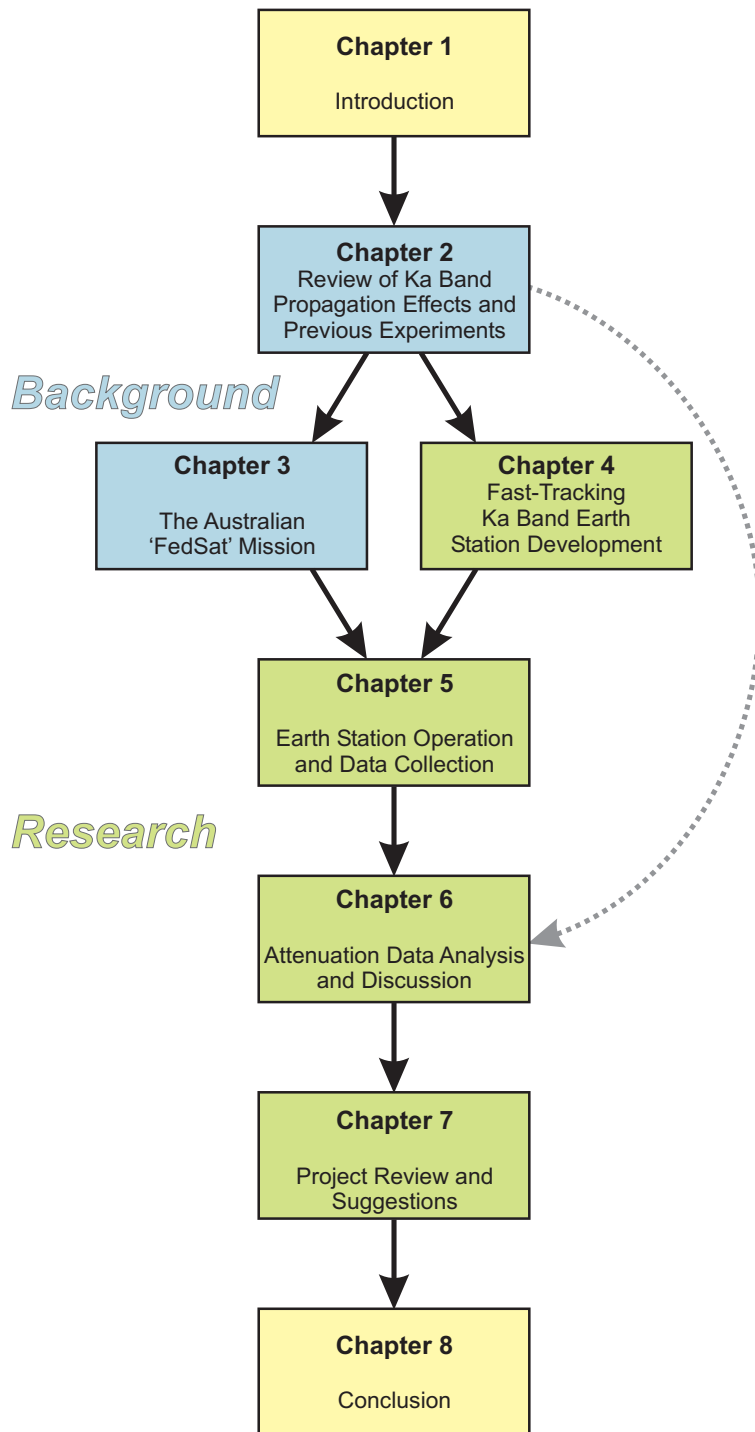 Chapter 1
Introduction
Chapter 2
Review of Ka Band
Propagation Effects and
Previous Experiments
Background
Chapter 3
The Australian
‘FedSat’ Mission
Chapter 4
Fast-Tracking
Ka Band Earth
Station Development
Chapter 5
Earth Station Operation
and Data Collection
Research
Chapter 6
Attenuation Data Analysis
and Discussion
Chapter 7
Project Review and
Suggestions
Chapter 8
Conclusion